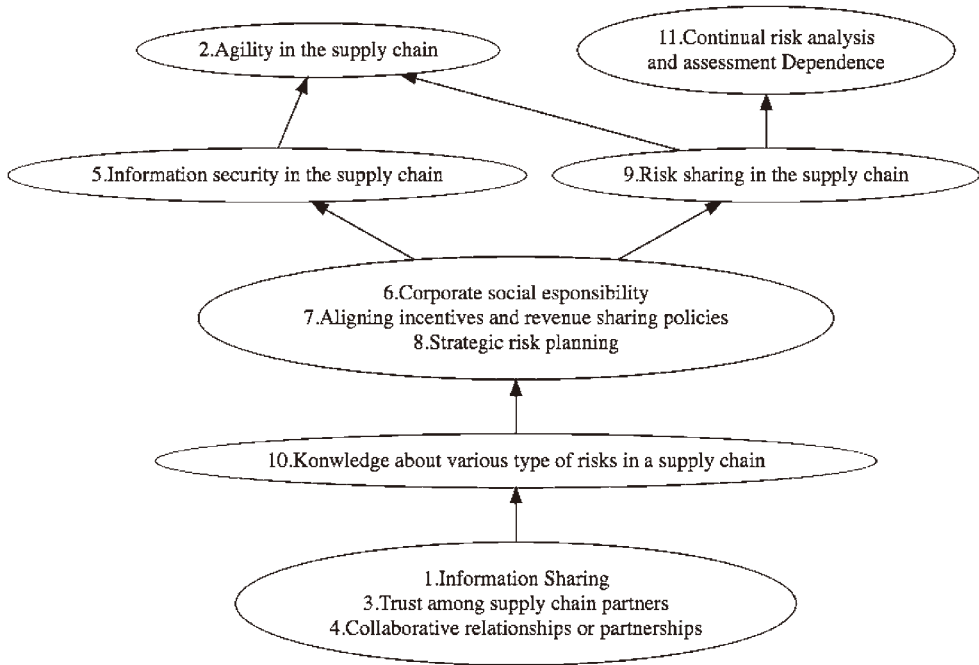 2.Agility in the supply chain
11.Continual risk analysis
and assessment Dependence
5.Information security in the supply chain
9.Risk sharing in the supply chain
6.Corporate social esponsibility
7.Aligning incentives and revenue sharing policies
8.Strategic risk planning
10.Konwledge about various type of risks in a supply chain
1.Information Sharing
3.Trust among supply chain partners
4.Collaborative relationships or partnerships